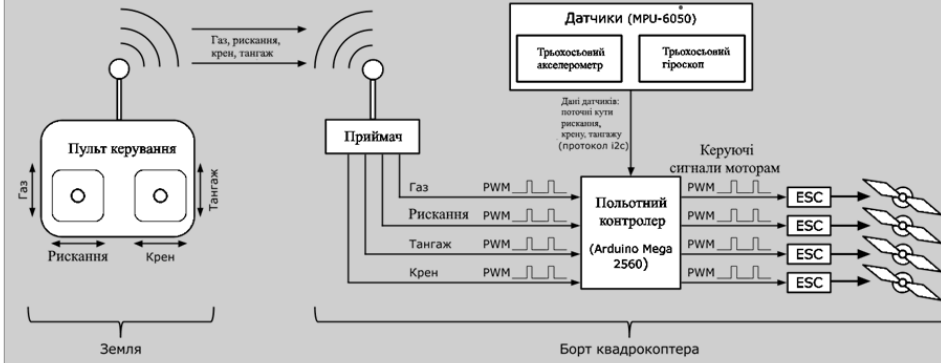 Датчики (MPU-6050)
Трьохосьовий
акселерометр
Трьохосьовий
гіроскоп
Газ, рискання,
крен, тангаж
Дані датчиків:
поточні кути
рискання,
крену, тангажу
(протокол i2c)
Приймач
Пульт керування
Газ
Тангаж
Рискання
Крен
Керуючі
сигнали моторам
Газ
PWM
Рискання
PWM
Тангаж
PWM
Крен
PWM
Польотний
контролер
(Arduino Mega
2560)
PWM
ESC
PWM
ESC
PWM
ESC
PWM
ESC
Земля
Борт квадрокоптера